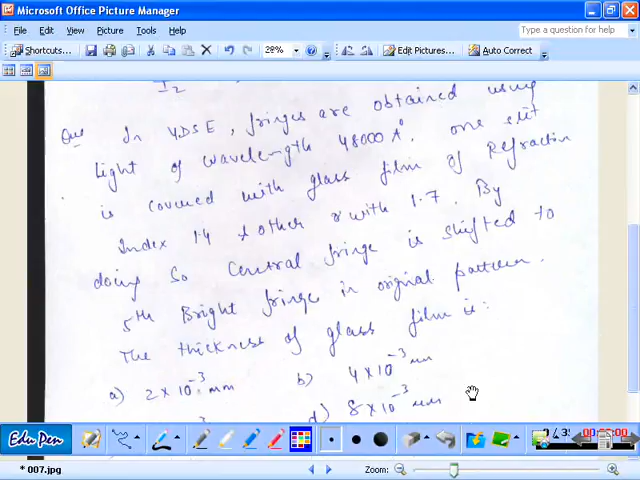 Office Picture Manager
File Edit View Picture Tools Help
Type a question for help
Shortcuts... 28% Edit Pictures... Auto Correct
I2
Que In YDSE, fringes are obtained using
light of wavelength 48000 A°. one slit
is covered with glass film of Refraction
Index 1.4 & other with 1.7. By
doing so central fringe is shifted to
5th Bright fringe in original pattern.
The thickness of glass film is:
a) 2 × 10-3 mm b) 4 × 10-3 mm
d) 8 × 10-3 mm
Edu Pen
*007.jpg Zoom: